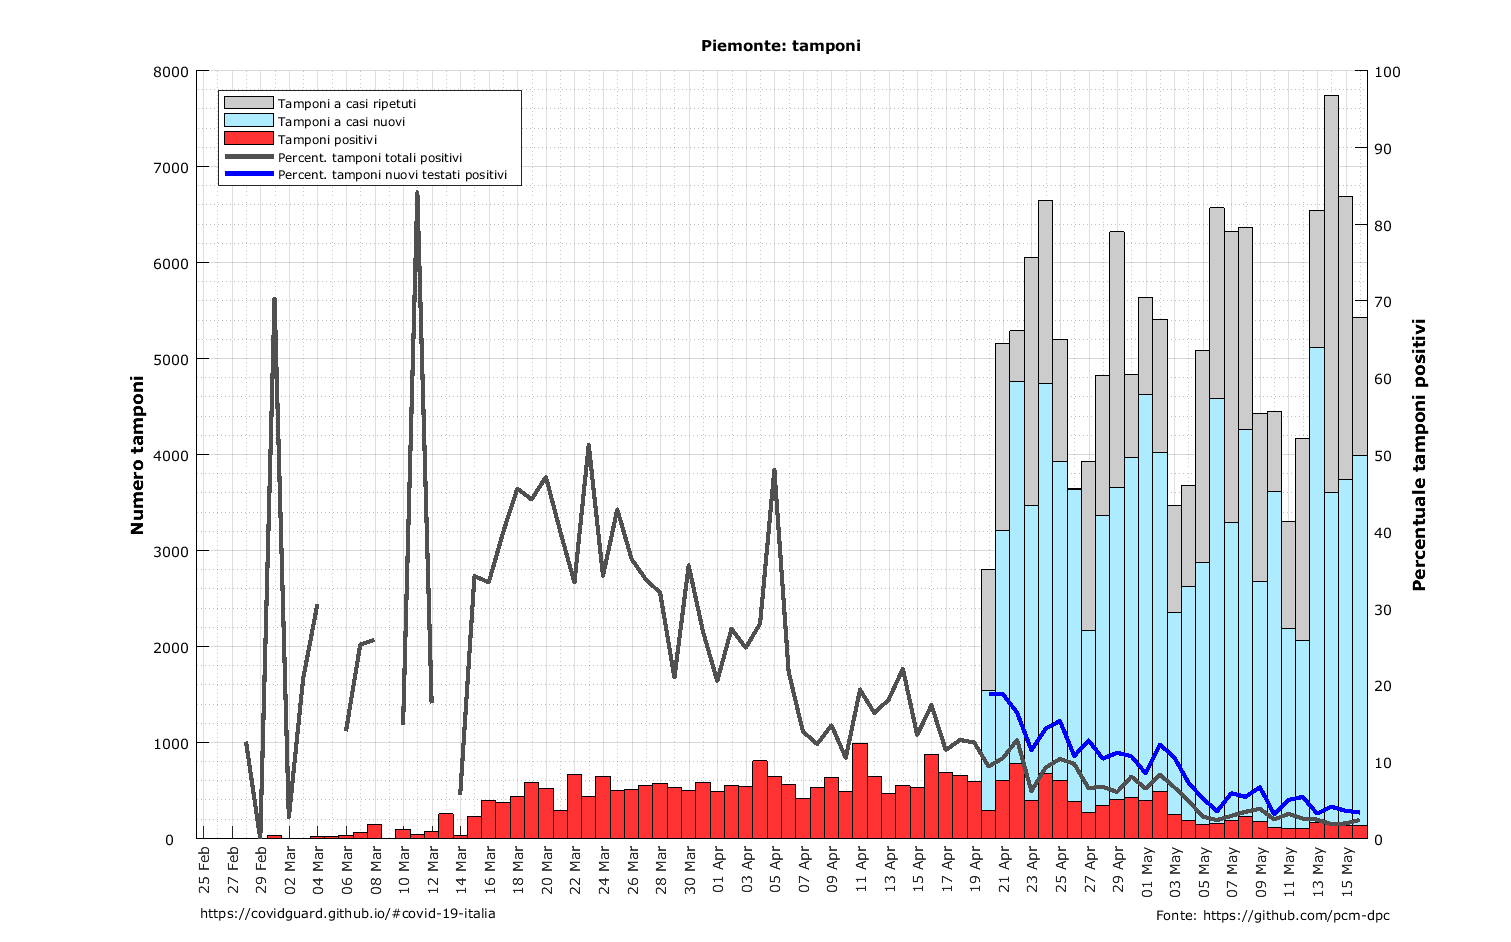 Piemonte: tamponi
Tamponi a casi ripetuti
Tamponi a casi nuovi
Tamponi positivi
Percent. tamponi totali positivi
Percent. tamponi nuovi testati positivi
Numero tamponi
8000
7000
6000
5000
4000
3000
2000
1000
0
Percentuale tamponi positivi
100
90
80
70
60
50
40
30
20
10
0
25 Feb
27 Feb
29 Feb
02 Mar
04 Mar
06 Mar
08 Mar
10 Mar
12 Mar
14 Mar
16 Mar
18 Mar
20 Mar
22 Mar
24 Mar
26 Mar
28 Mar
30 Mar
01 Apr
03 Apr
05 Apr
07 Apr
09 Apr
11 Apr
13 Apr
15 Apr
17 Apr
19 Apr
21 Apr
23 Apr
25 Apr
27 Apr
29 Apr
01 May
03 May
05 May
07 May
09 May
11 May
13 May
15 May
https://covidguard.github.io/#covid-19-italia
Fonte: https://github.com/pcm-dpc